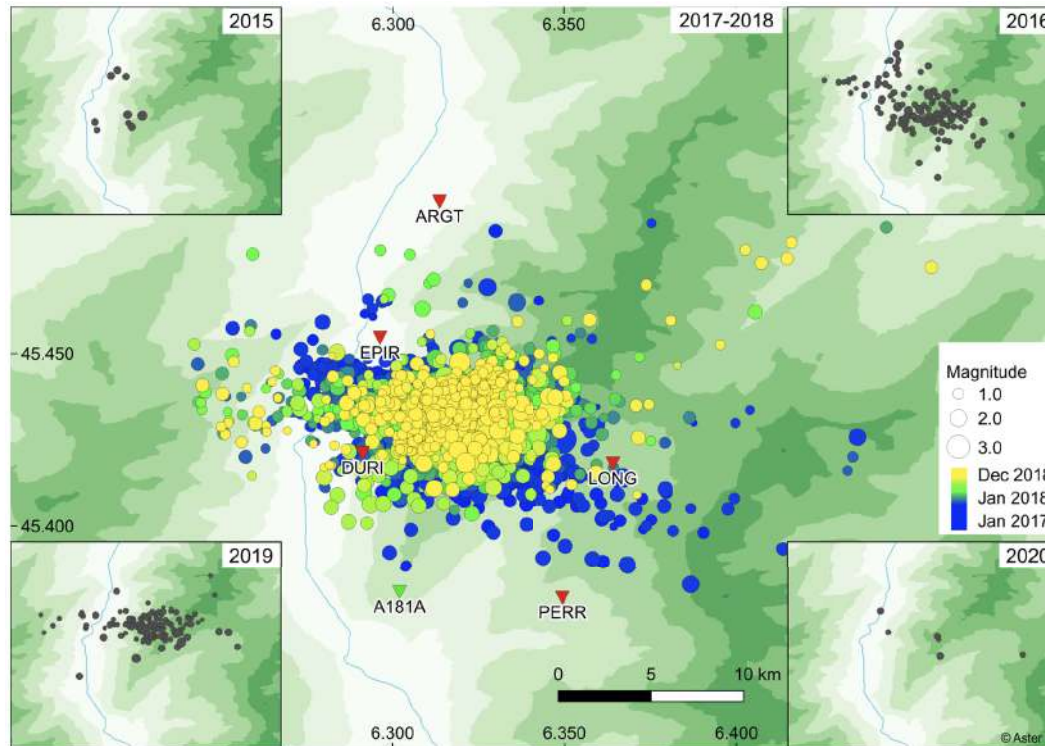 2015
6.300
6.350
2017-2018
2016
ARGT
EPIR
45.450
DURI
LONG
45.400
Magnitude
1.0
2.0
3.0
Dec 2018
Jan 2018
Jan 2017
2019
A181A
PERR
2020
0 5 10 km
6.300
6.350
6.400
© Aster